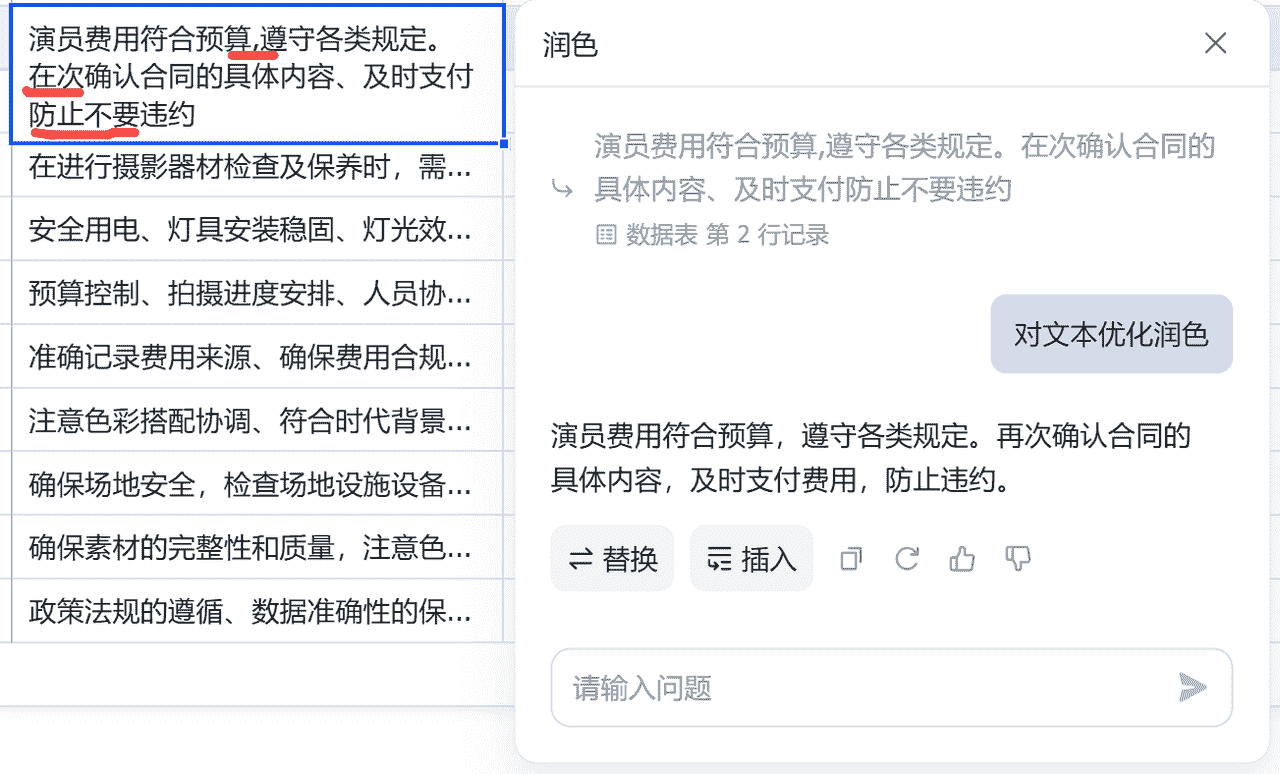 演员费用符合预算,遵守各类规定。
在次确认合同的具体内容、及时支付
防止不要违约
在进行摄影器材检查及保养时，需...
安全用电、灯具安装稳固、灯光效...
预算控制、拍摄进度安排、人员协...
准确记录费用来源、确保费用合规...
注意色彩搭配协调、符合时代背景...
确保场地安全，检查场地设施设备...
确保素材的完整性和质量，注意色...
政策法规的遵循、数据准确性的保...
润色
演员费用符合预算,遵守各类规定。在次确认合同的
具体内容、及时支付防止不要违约
数据表 第 2 行记录
对文本优化润色
演员费用符合预算，遵守各类规定。再次确认合同的
具体内容，及时支付费用，防止违约。
替换 插入
请输入问题